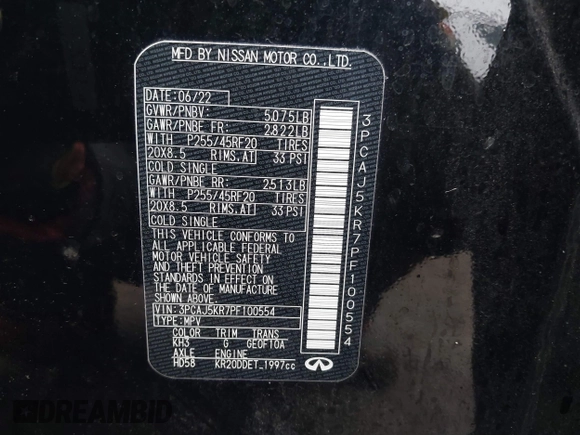 MFD BY NISSAN MOTOR CO.,LTD.
DATE:06/22
GVWR/PNBV: 5075LB
GAWR/PNBE FR: 2822LB
WITH P255/45RF20 TIRES
20X8.5 RIMS.AT 33 PSI
COLD SINGLE
GAWR/PNBE RR: 2513LB
WITH P255/45RF20 TIRES
20X8.5 RIMS.AT 33 PSI
COLD SINGLE
THIS VEHICLE CONFORMS TO
ALL APPLICABLE FEDERAL
MOTOR VEHICLE SAFETY
AND THEFT PREVENTION
STANDARDS IN EFFECT ON
THE DATE OF MANUFACTURE
SHOWN ABOVE.
VIN:3PCAJ5KR7PF100554
TYPE:MPV
COLOR TRIM TRANS
KH3 G GEOF10A
AXLE ENGINE
HD58 KR20DDET 1997cc
3PCAJ5KR7PF100554
DREAMBID